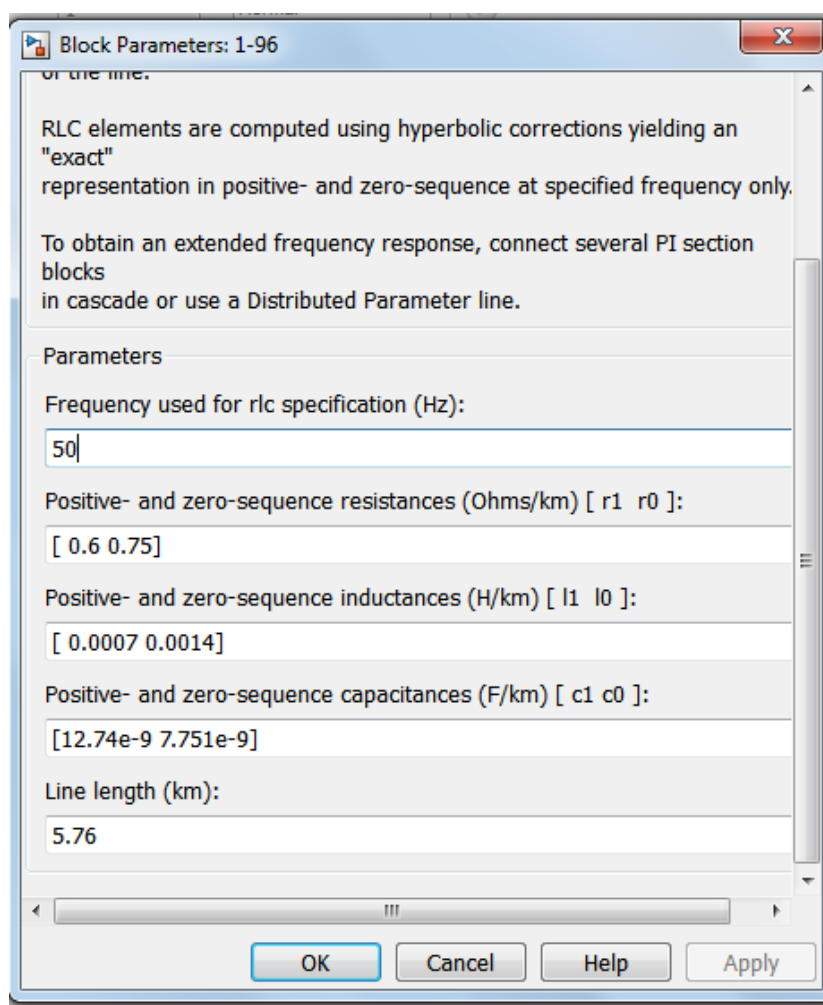 Block Parameters: 1-96
of the line.
RLC elements are computed using hyperbolic corrections yielding an
"exact"
representation in positive- and zero-sequence at specified frequency only.
To obtain an extended frequency response, connect several PI section
blocks
in cascade or use a Distributed Parameter line.
Parameters
Frequency used for rlc specification (Hz):
50
Positive- and zero-sequence resistances (Ohms/km) [ r1  r0 ]:
[ 0.6 0.75]
Positive- and zero-sequence inductances (H/km) [ l1  l0 ]:
[ 0.0007 0.0014]
Positive- and zero-sequence capacitances (F/km) [ c1 c0 ]:
[12.74e-9 7.751e-9]
Line length (km):
5.76
OK Cancel Help Apply